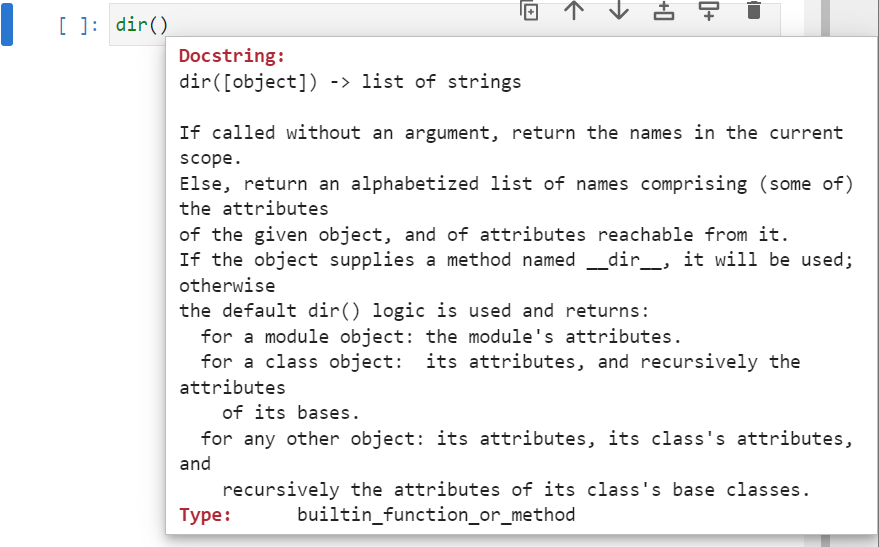 [ ]: dir()
Docstring:
dir([object]) -> list of strings
If called without an argument, return the names in the current
scope.
Else, return an alphabetized list of names comprising (some of)
the attributes
of the given object, and of attributes reachable from it.
If the object supplies a method named __dir__, it will be used;
otherwise
the default dir() logic is used and returns:
  for a module object: the module's attributes.
  for a class object:  its attributes, and recursively the
attributes
    of its bases.
  for any other object: its attributes, its class's attributes,
and
    recursively the attributes of its class's base classes.
Type:      builtin_function_or_method